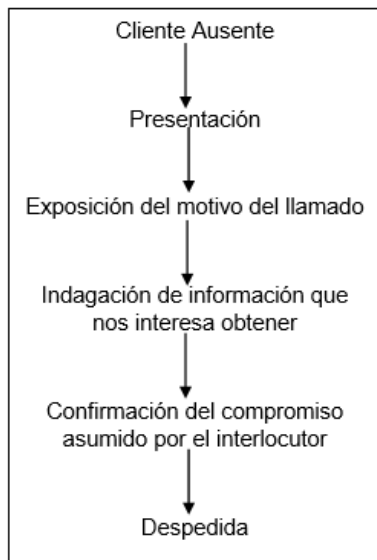 Cliente Ausente
Presentación
Exposición del motivo del llamado
Indagación de información que
nos interesa obtener
Confirmación del compromiso
asumido por el interlocutor
Despedida